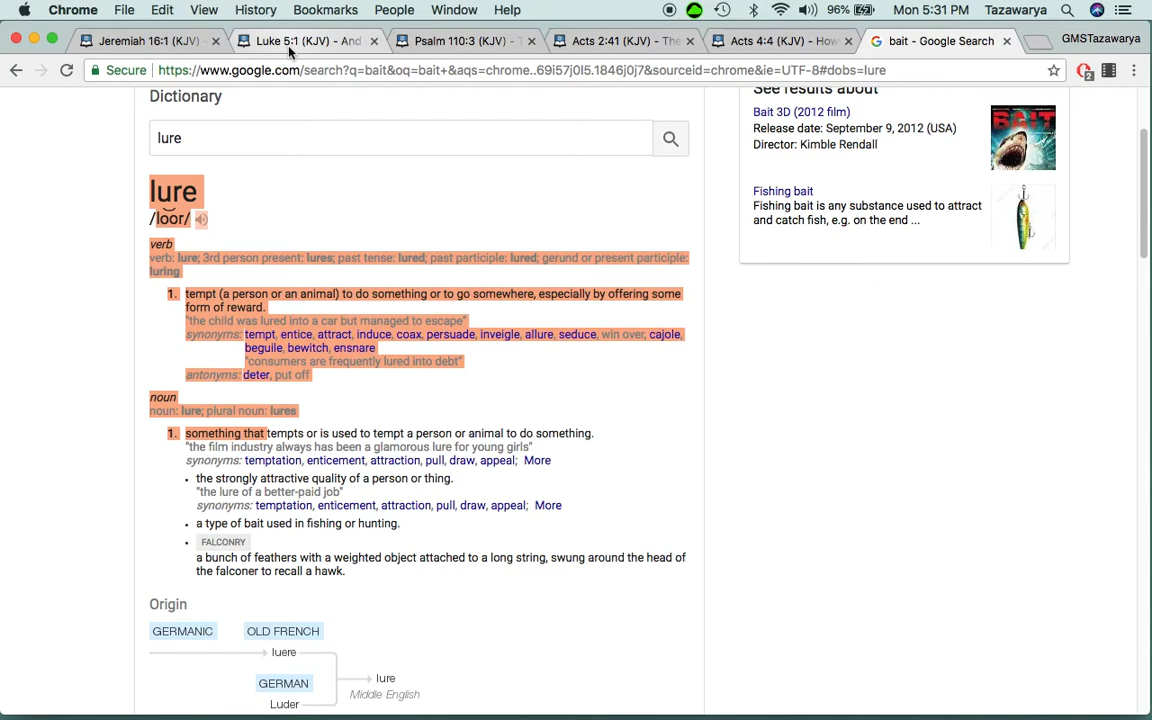 Chrome File Edit View History Bookmarks People Window Help 96% Mon 5:31 PM Tazawarya
Jeremiah 16:1 (KJV) - Luke 5:1 (KJV) - And Psalm 110:3 (KJV) - T Acts 2:41 (KJV) - The Acts 4:4 (KJV) - How bait - Google Search GMSTazawarya
Secure https://www.google.com/search?q=bait&oq=bait+&aqs=chrome..69i57j0l5.1846j0j7&sourceid=chrome&ie=UTF-8#dobs=lure 2
Dictionary
lure
lure
/lo͝or/
verb
verb: lure; 3rd person present: lures; past tense: lured; past participle: lured; gerund or present participle:
luring
1. tempt (a person or an animal) to do something or to go somewhere, especially by offering some
form of reward.
"the child was lured into a car but managed to escape"
synonyms: tempt, entice, attract, induce, coax, persuade, inveigle, allure, seduce, win over, cajole,
beguile, bewitch, ensnare
"consumers are frequently lured into debt"
antonyms: deter, put off
noun
noun: lure; plural noun: lures
1. something that tempts or is used to tempt a person or animal to do something.
"the film industry always has been a glamorous lure for young girls"
synonyms: temptation, enticement, attraction, pull, draw, appeal; More
• the strongly attractive quality of a person or thing.
"the lure of a better-paid job"
synonyms: temptation, enticement, attraction, pull, draw, appeal; More
• a type of bait used in fishing or hunting.
• FALCONRY
a bunch of feathers with a weighted object attached to a long string, swung around the head of
the falconer to recall a hawk.
Origin
GERMANIC OLD FRENCH
luere
GERMAN
lure
Luder
Middle English
See results about
Bait 3D (2012 film)
Release date: September 9, 2012 (USA)
Director: Kimble Rendall
BAIT
Fishing bait
Fishing bait is any substance used to attract
and catch fish, e.g. on the end ...